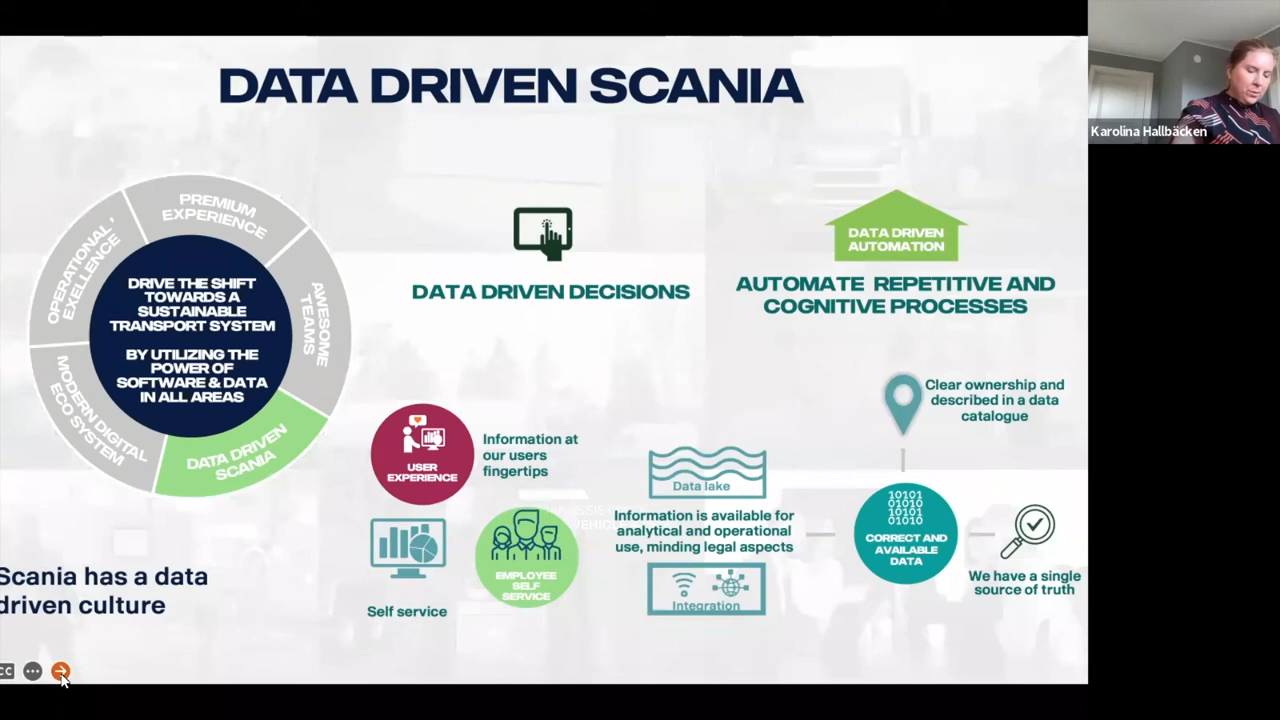 DATA DRIVEN SCANIA
Karolina Hallbäcken
PREMIUM
EXPERIENCE
OPERATIONAL '
EXELLENCE
AWESOME
TEAMS
MODERN DIGITAL
ECO SYSTEM
DATA DRIVEN
SCANIA
DRIVE THE SHIFT
TOWARDS A
SUSTAINABLE
TRANSPORT SYSTEM
BY UTILIZING THE
POWER OF
SOFTWARE & DATA
IN ALL AREAS
DATA DRIVEN DECISIONS
DATA DRIVEN
AUTOMATION
AUTOMATE REPETITIVE AND
COGNITIVE PROCESSES
USER
EXPERIENCE
Information at
our users
fingertips
Self service
EMPLOYEE
SELF
SERVICE
Data lake
Information is available for
analytical and operational
use, minding legal aspects
Integration
Clear ownership and
described in a data
catalogue
10101
01010
10101
01010
CORRECT AND
AVAILABLE
DATA
We have a single
source of truth
Scania has a data
driven culture
CC